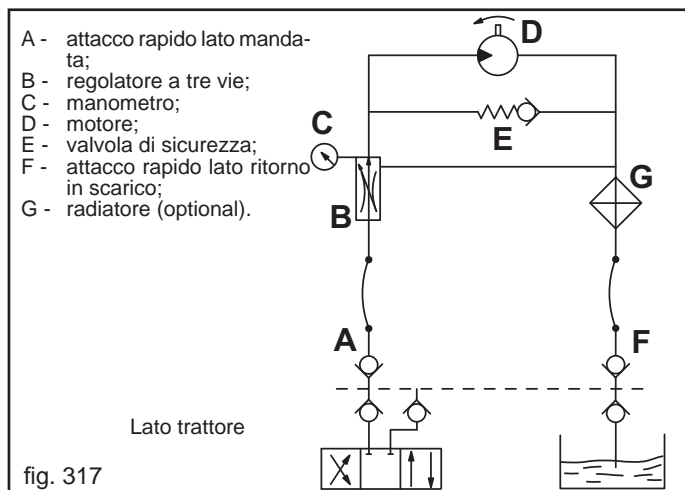 A - attacco rapido lato manda-
ta;
B - regolatore a tre vie;
C - manometro;
D - motore;
E - valvola di sicurezza;
F - attacco rapido lato ritorno
in scarico;
G - radiatore (optional).
D
C
E
G
B
A
F
Lato trattore
fig. 317